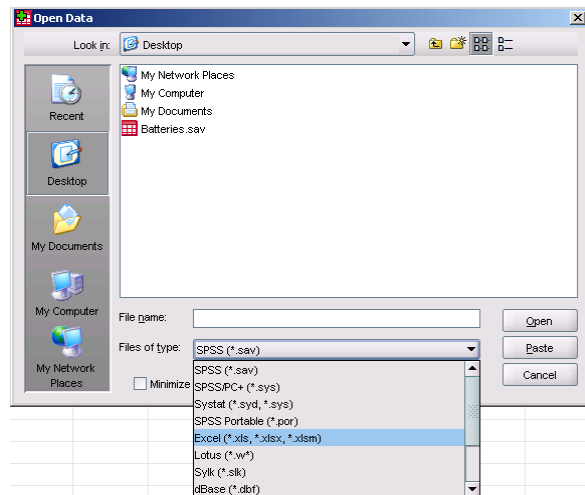 Open Data
Look in: Desktop
Recent
Desktop
My Documents
My Computer
My Network
Places
My Network Places
My Computer
My Documents
Batteries.sav
File name:
Open
Files of type: SPSS (*.sav)
Paste
Minimize
Cancel
SPSS (*.sav)
SPSS/PC+ (*.sys)
Systat (*.syd, *.sys)
SPSS Portable (*.por)
Excel (*.xls, *.xlsx, *.xlsm)
Lotus (*.w*)
Sylk (*.slk)
dBase (*.dbf)